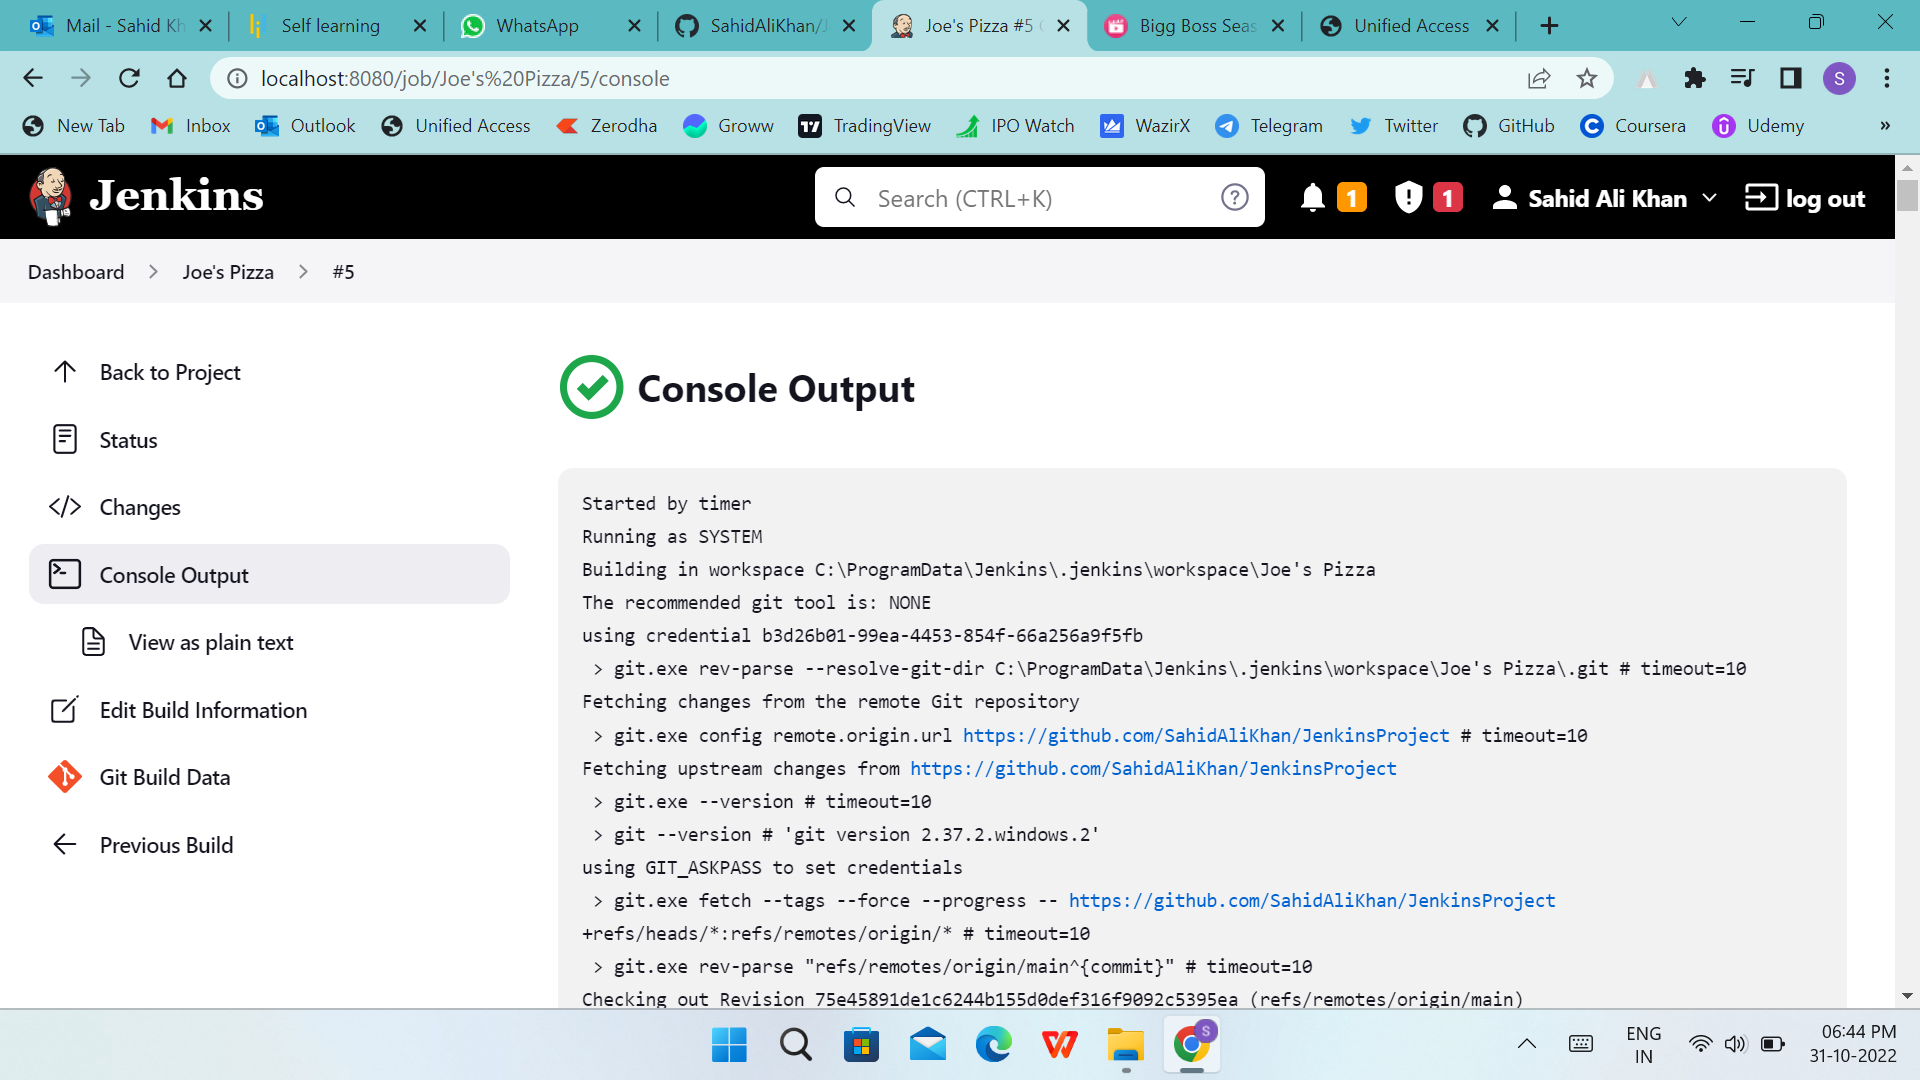 Mail - Sahid Kh
Self learning
WhatsApp
SahidAliKhan/J
Joe's Pizza #5
Bigg Boss Seas
Unified Access
localhost:8080/job/Joe's%20Pizza/5/console
S
New Tab
Inbox
Outlook
Unified Access
Zerodha
Groww
TradingView
IPO Watch
WazirX
Telegram
Twitter
GitHub
Coursera
Udemy
»
Jenkins
Search (CTRL+K)
1
1
Sahid Ali Khan
log out
Dashboard
Joe's Pizza
#5
Back to Project
Status
Changes
Console Output
View as plain text
Edit Build Information
Git Build Data
Previous Build
Console Output
Started by timer
Running as SYSTEM
Building in workspace C:\ProgramData\Jenkins\.jenkins\workspace\Joe's Pizza
The recommended git tool is: NONE
using credential b3d26b01-99ea-4453-854f-66a256a9f5fb
> git.exe rev-parse --resolve-git-dir C:\ProgramData\Jenkins\.jenkins\workspace\Joe's Pizza\.git # timeout=10
Fetching changes from the remote Git repository
> git.exe config remote.origin.url https://github.com/SahidAliKhan/JenkinsProject # timeout=10
Fetching upstream changes from https://github.com/SahidAliKhan/JenkinsProject
> git.exe --version # timeout=10
> git --version # 'git version 2.37.2.windows.2'
using GIT_ASKPASS to set credentials
> git.exe fetch --tags --force --progress -- https://github.com/SahidAliKhan/JenkinsProject
+refs/heads/*:refs/remotes/origin/* # timeout=10
> git.exe rev-parse "refs/remotes/origin/main^{commit}" # timeout=10
Checking out Revision 75e45891de1c6244b155d0def316f9092c5395ea (refs/remotes/origin/main)
S
ENG
IN
06:44 PM
31-10-2022